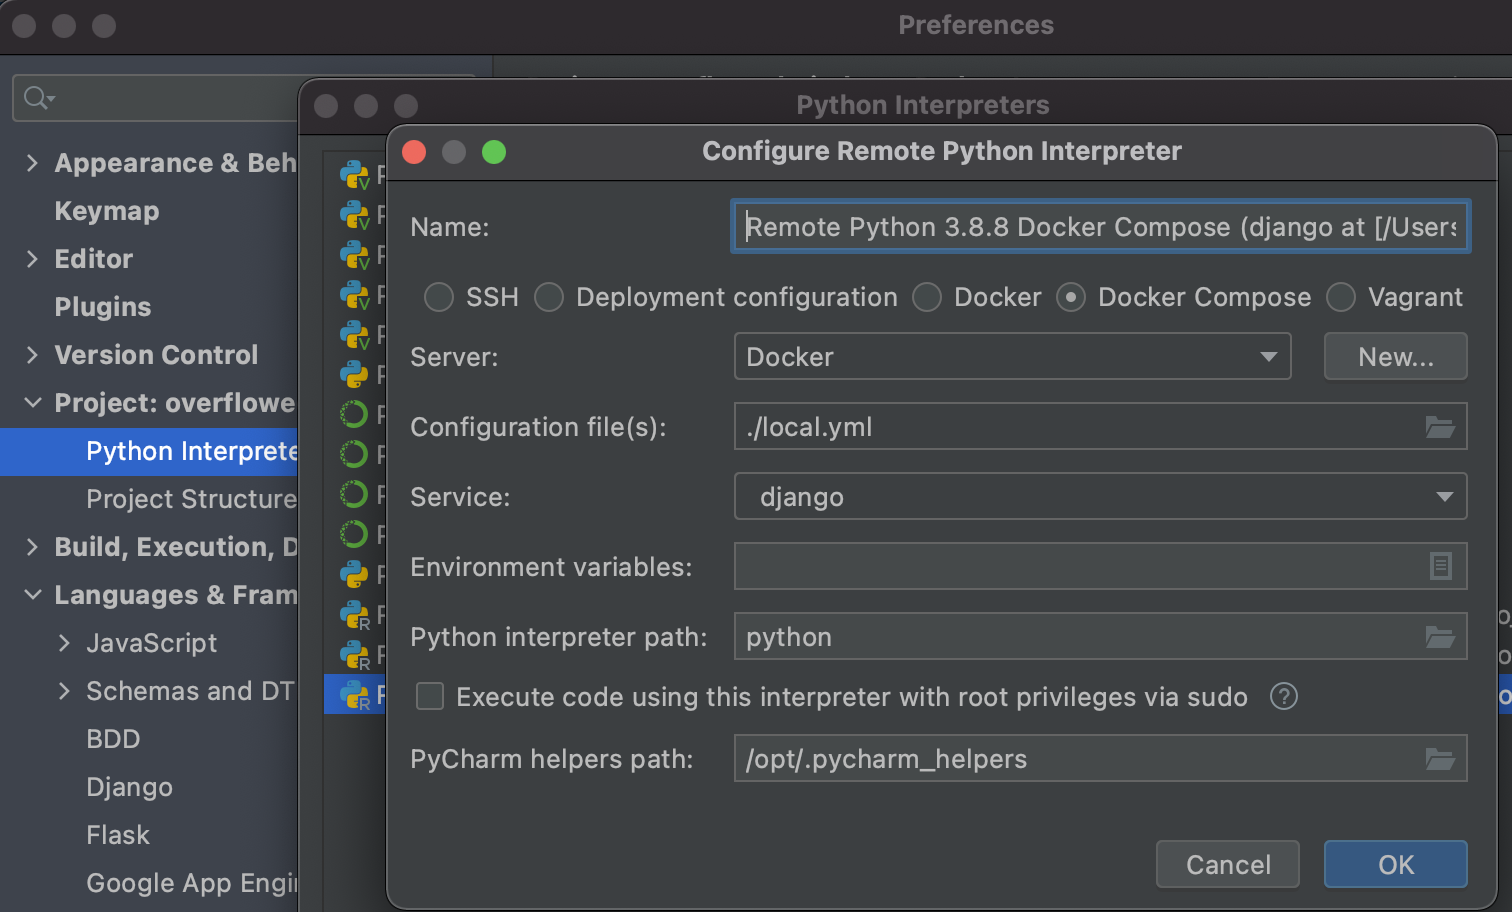 Preferences
Python Interpreters
Configure Remote Python Interpreter
Appearance & Beh
Keymap
Editor
Plugins
Version Control
Project: overflowe
Python Interprete
Project Structure
Build, Execution, D
Languages & Fram
JavaScript
Schemas and DT
BDD
Django
Flask
Google App Engi
Name: Remote Python 3.8.8 Docker Compose (django at [/Users
SSH Deployment configuration Docker Docker Compose Vagrant
Server: Docker New...
Configuration file(s): ./local.yml
Service: django
Environment variables:
Python interpreter path: python
Execute code using this interpreter with root privileges via sudo ?
PyCharm helpers path: /opt/.pycharm_helpers
Cancel OK